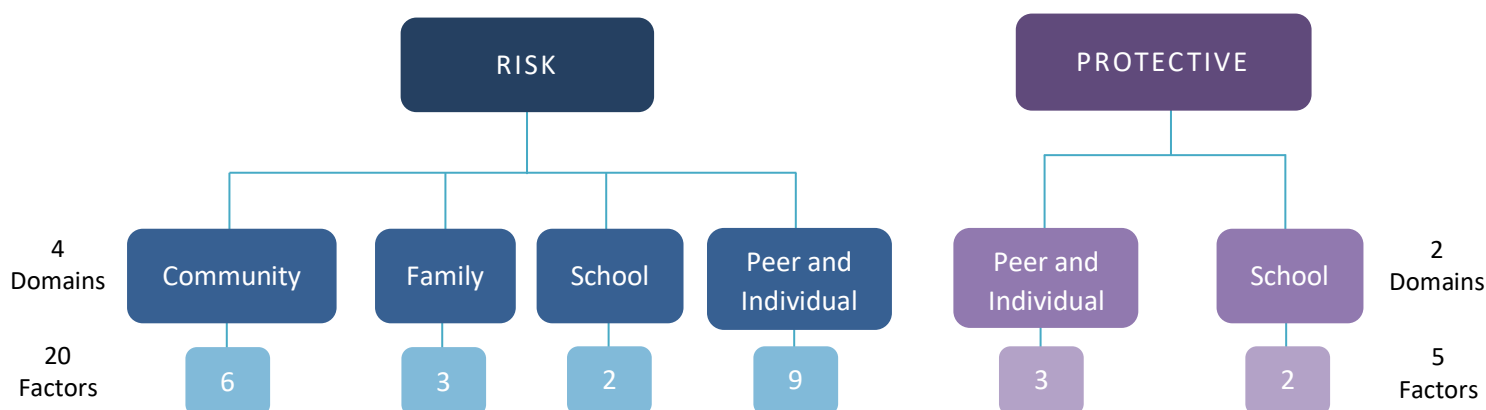 RISK
PROTECTIVE
4
Domains
Community
Family
School
Peer and
Individual
Peer and
Individual
School
2
Domains
20
Factors
6
3
2
9
3
2
5
Factors